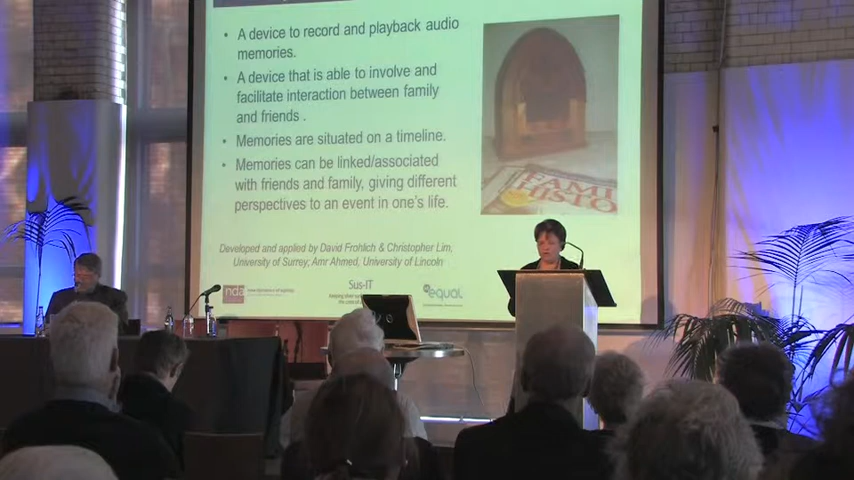 • A device to record and playback audio
memories.
• A device that is able to involve and
facilitate interaction between family
and friends .
• Memories are situated on a timeline.
• Memories can be linked/associated
with friends and family, giving different
perspectives to an event in one's life.
FAMI
HISTO
Developed and applied by David Frohlich & Christopher Lim,
University of Surrey, Amr Ahmed, University of Lincoln
nda
Sus-IT
equal